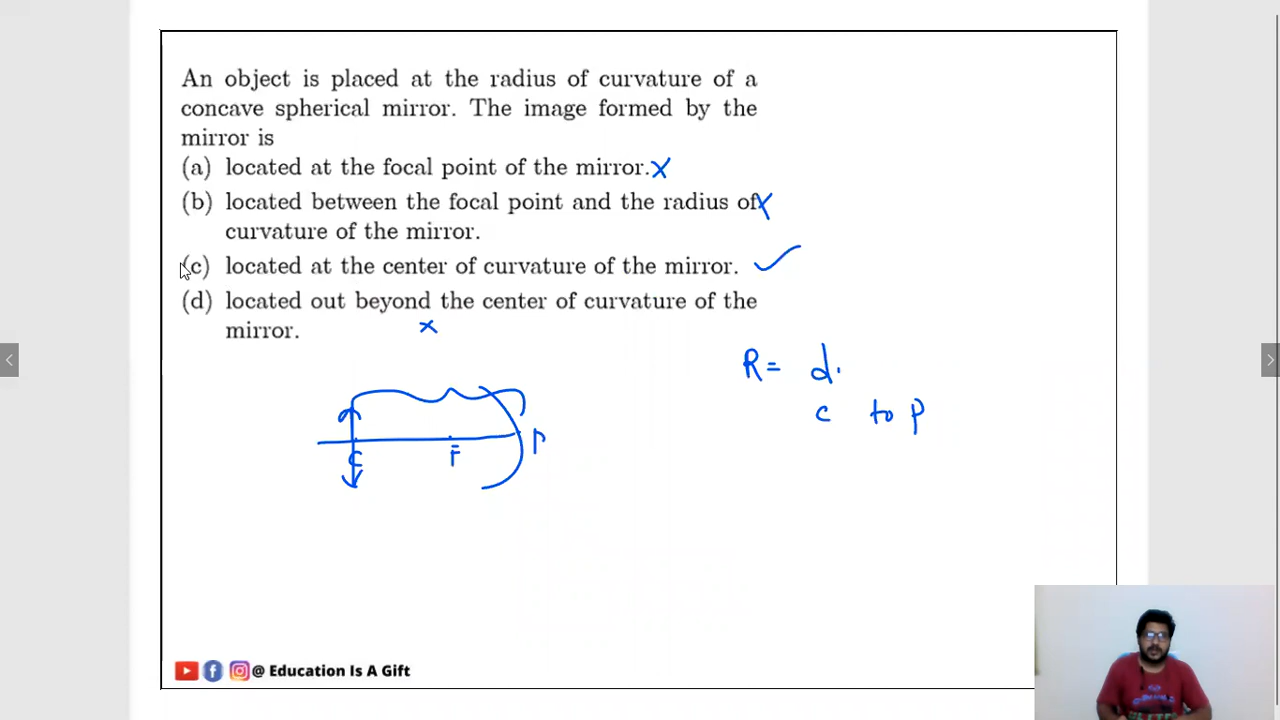 An object is placed at the radius of curvature of a
concave spherical mirror. The image formed by the
mirror is
(a) located at the focal point of the mirror. X
(b) located between the focal point and the radius of X
curvature of the mirror.
(c) located at the center of curvature of the mirror. ✓
(d) located out beyond the center of curvature of the
mirror. x
R = d.
c to P
C F P
@ Education Is A Gift